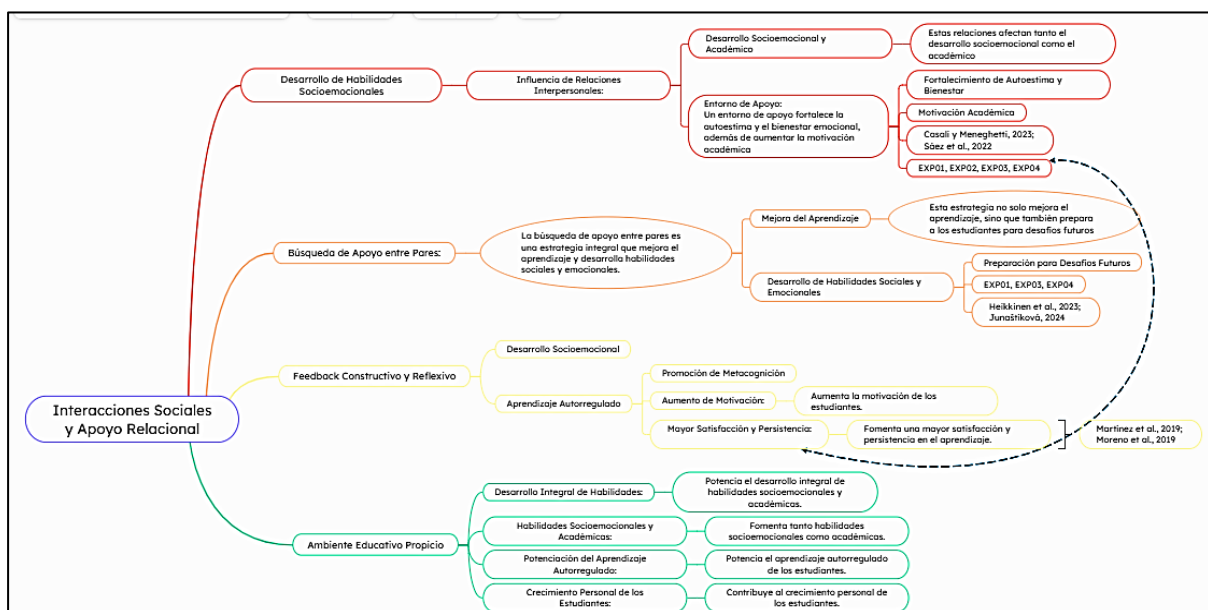 Desarrollo Socioemocional y
Académico
Estas relaciones afectan tanto el
desarrollo socioemocional como el
académico
Desarrollo de Habilidades
Socioemocionales
Influencia de Relaciones
Interpersonales:
Entorno de Apoyo:
Un entorno de apoyo fortalece la
autoestima y el bienestar emocional,
además de aumentar la motivación
académica
Fortalecimiento de Autoestima y
Bienestar
Motivación Académica
Casali y Meneghetti, 2023;
Sáez et al., 2022
EXP01, EXP02, EXP03, EXP04
Búsqueda de Apoyo entre Pares:
La búsqueda de apoyo entre pares es
una estrategia integral que mejora el
aprendizaje y desarrolla habilidades
sociales y emocionales.
Mejora del Aprendizaje
Esta estrategia no solo mejora el
aprendizaje, sino que también prepara
a los estudiantes para desafíos futuros
Desarrollo de Habilidades Sociales y
Emocionales
Preparación para Desafíos Futuros
EXP01, EXP03, EXP04
Heikkinen et al., 2023;
Junaštíková, 2024
Interacciones Sociales
y Apoyo Relacional
Feedback Constructivo y Reflexivo
Desarrollo Socioemocional
Aprendizaje Autorregulado
Promoción de Metacognición
Aumento de Motivación:
Aumenta la motivación de los
estudiantes.
Mayor Satisfacción y Persistencia:
Fomenta una mayor satisfacción y
persistencia en el aprendizaje.
Martínez et al., 2019;
Moreno et al., 2019
Ambiente Educativo Propicio
Desarrollo Integral de Habilidades:
Potencia el desarrollo integral de
habilidades socioemocionales y
académicas.
Habilidades Socioemocionales y
Académicas:
Fomenta tanto habilidades
socioemocionales como académicas.
Potenciación del Aprendizaje
Autorregulado:
Potencia el aprendizaje autorregulado
de los estudiantes.
Crecimiento Personal de los
Estudiantes:
Contribuye al crecimiento personal de
los estudiantes.